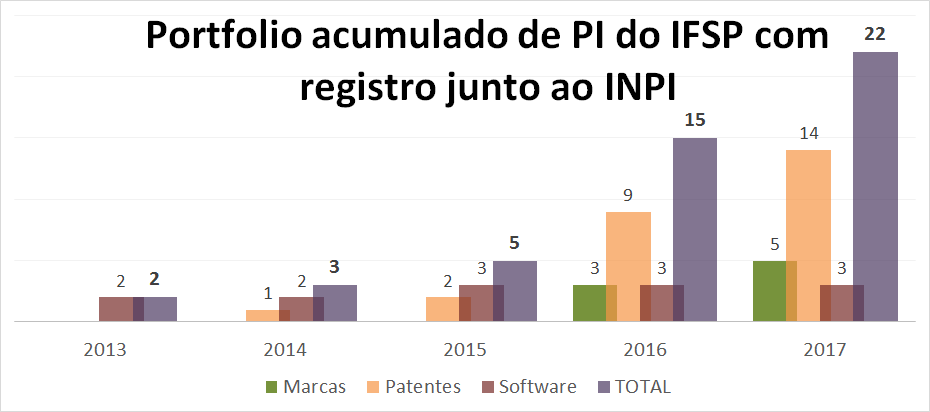 Portfolio acumulado de PI do IFSP com
registro junto ao INPI
2 2
1 2 3
2 3 5
3 9 3 15
5 14 3 22
2013 2014 2015 2016 2017
Marcas Patentes Software TOTAL